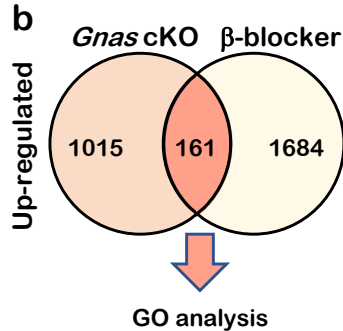 b
Gnas cKO β-blocker
Up-regulated
1015 161 1684
GO analysis